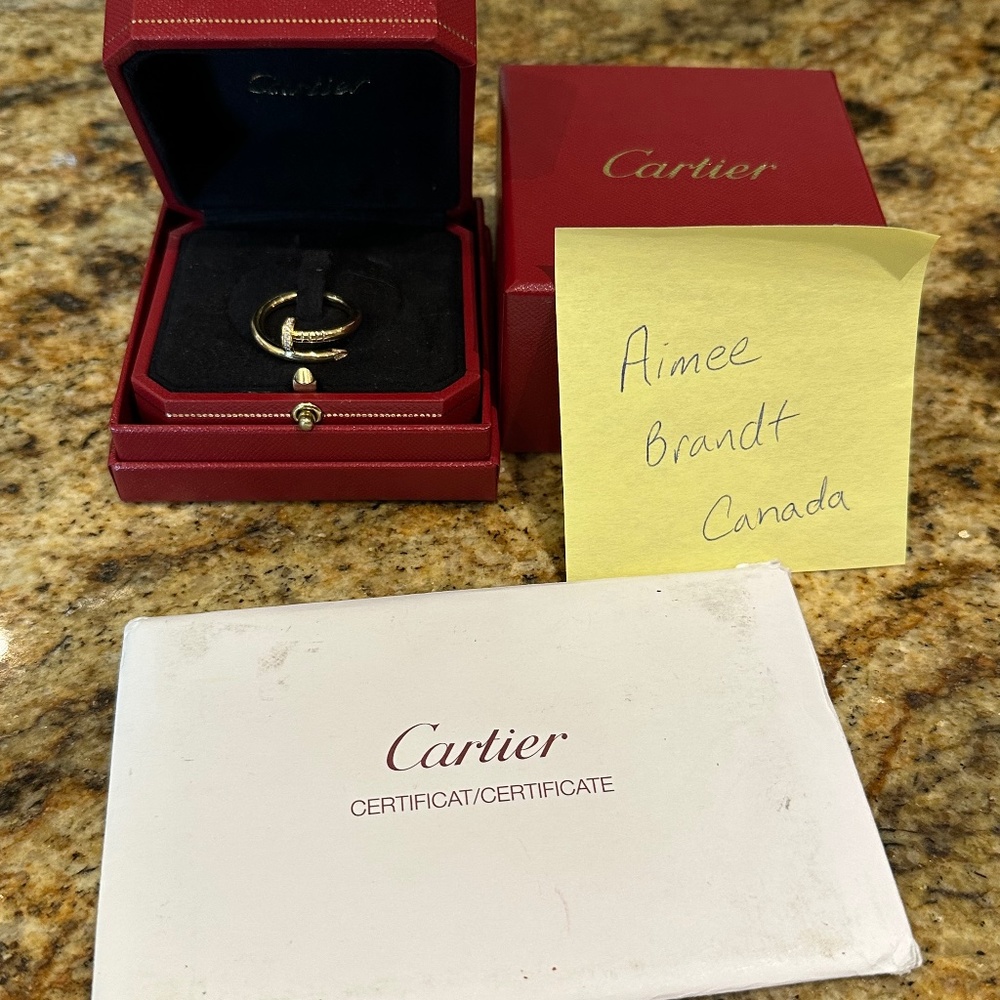 Cartier
Cartier
Aimee
Brandt
Canada
Cartier
CERTIFICAT/CERTIFICATE